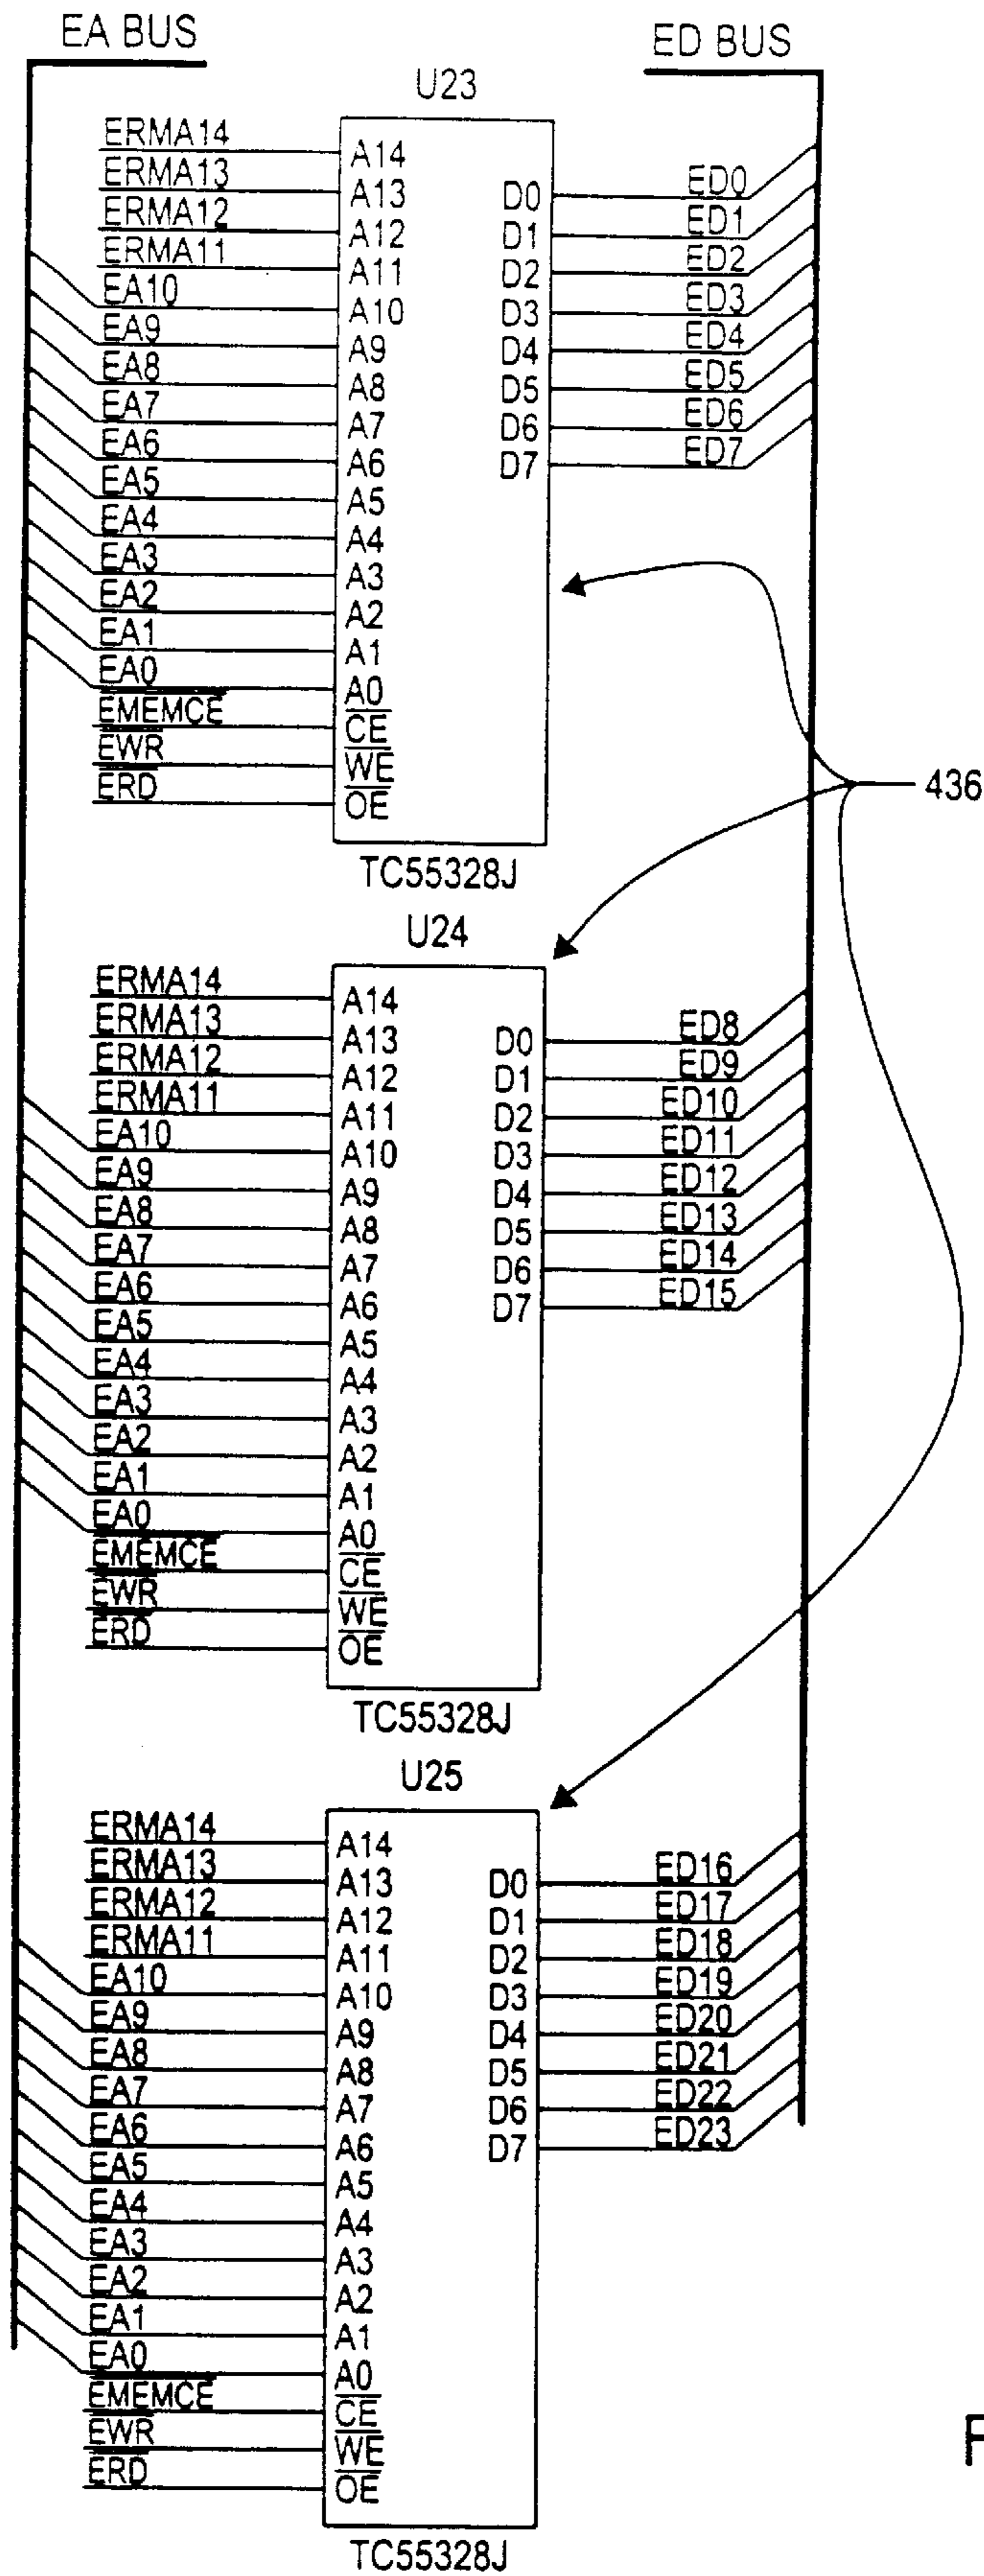 EA BUS
ED BUS
U23
ERMA14 A14
ERMA13 A13 D0 ED0
ERMA12 A12 D1 ED1
ERMA11 A11 D2 ED2
EA10 A10 D3 ED3
EA9 A9 D4 ED4
EA8 A8 D5 ED5
EA7 A7 D6 ED6
EA6 A6 D7 ED7
EA5 A5
EA4 A4
EA3 A3
EA2 A2
EA1 A1
EA0 A0
EMEMCE CE
EWR WE
ERD OE
436
TC55328J
U24
ERMA14 A14
ERMA13 A13 D0 ED8
ERMA12 A12 D1 ED9
ERMA11 A11 D2 ED10
EA10 A10 D3 ED11
EA9 A9 D4 ED12
EA8 A8 D5 ED13
EA7 A7 D6 ED14
EA6 A6 D7 ED15
EA5 A5
EA4 A4
EA3 A3
EA2 A2
EA1 A1
EA0 A0
EMEMCE CE
EWR WE
ERD OE
TC55328J
U25
ERMA14 A14
ERMA13 A13 D0 ED16
ERMA12 A12 D1 ED17
ERMA11 A11 D2 ED18
EA10 A10 D3 ED19
EA9 A9 D4 ED20
EA8 A8 D5 ED21
EA7 A7 D6 ED22
EA6 A6 D7 ED23
EA5 A5
EA4 A4
EA3 A3
EA2 A2
EA1 A1
EA0 A0
EMEMCE CE
EWR WE
ERD OE
TC55328J